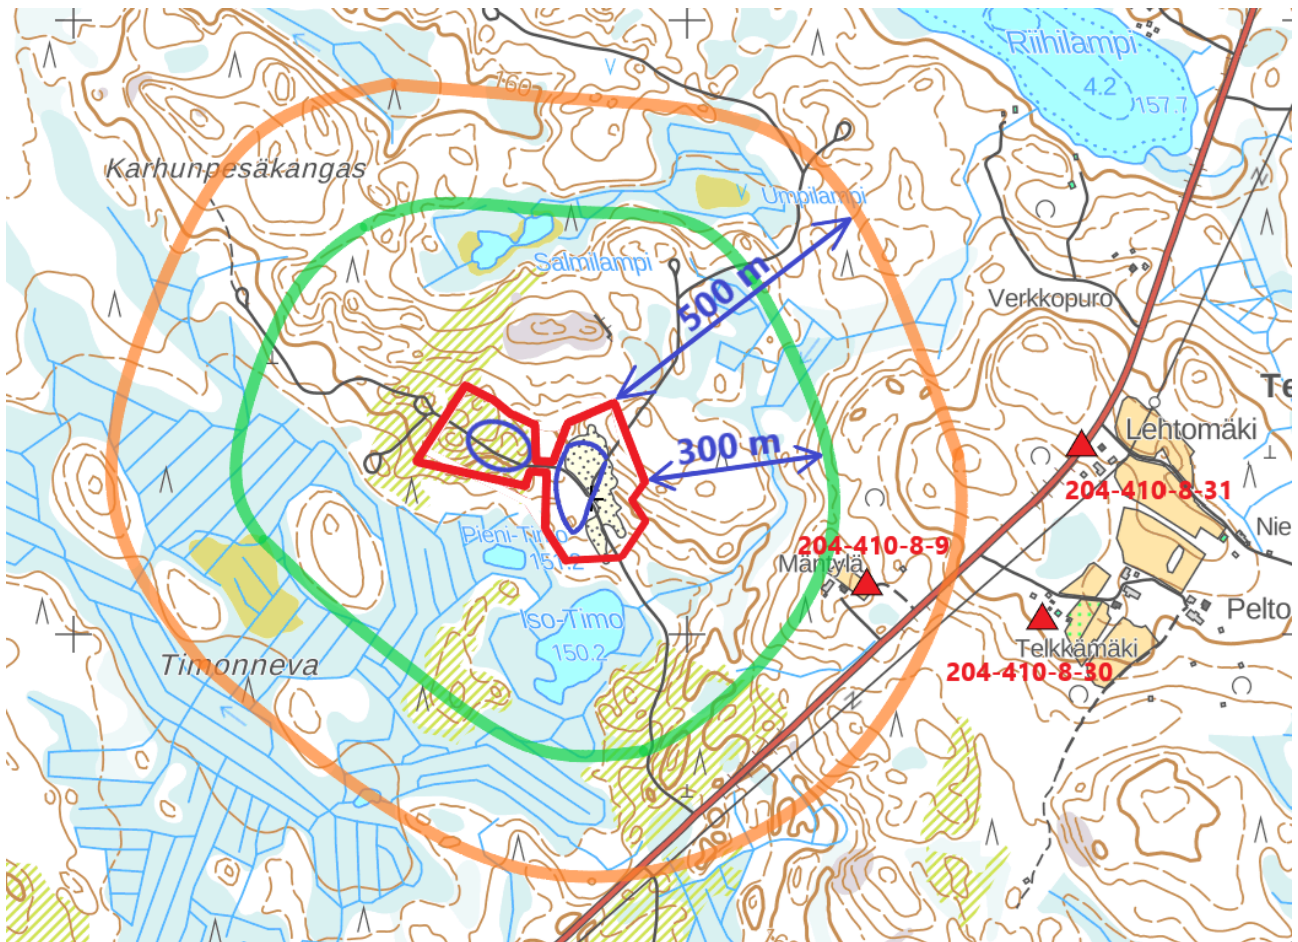 Riihilampi
4.2
157.7
160
Karhunpesäkangas
Umpilampi
Salmilampi
500 m
Verkkopuro
Te
Lehtomäki
300 m
204-410-8-31
Nie
Pieni-Timo
151.2
204-410-8-9
Mäntylä
Iso-Timo
150.2
Pelto
Telkkämäki
204-410-8-30
Timonneva